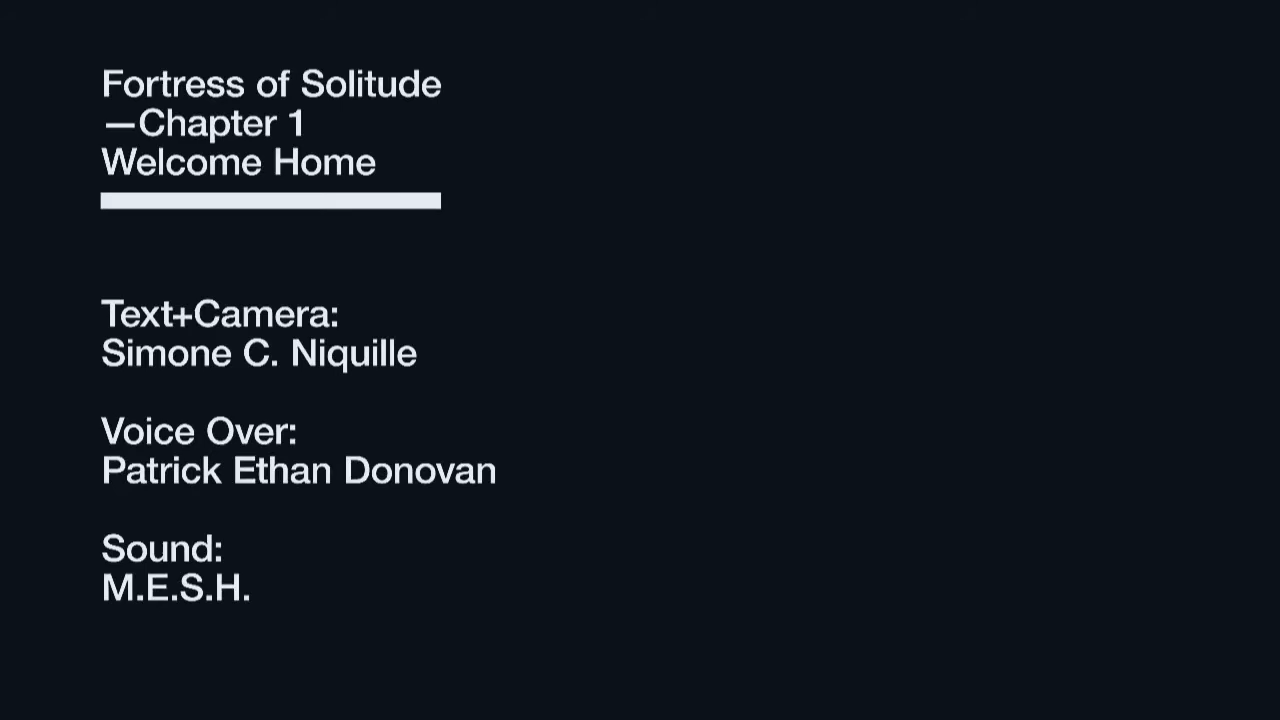 Fortress of Solitude
—Chapter 1
Welcome Home
Text+Camera:
Simone C. Niquille
Voice Over:
Patrick Ethan Donovan
Sound:
M.E.S.H.